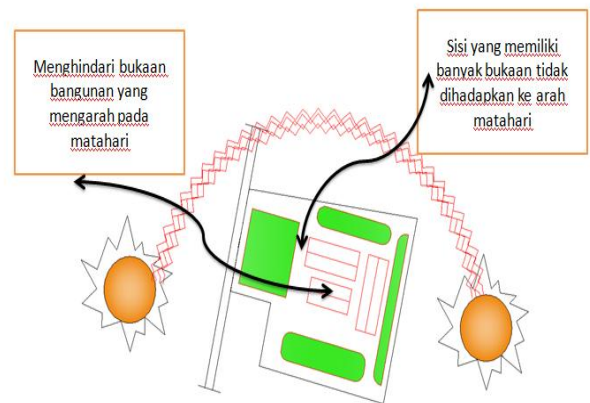 Menghindari bukaan
bangunan yang
mengarah pada
matahari
Sisi yang memiliki
banyak bukaan tidak
dihadapkan ke arah
matahari